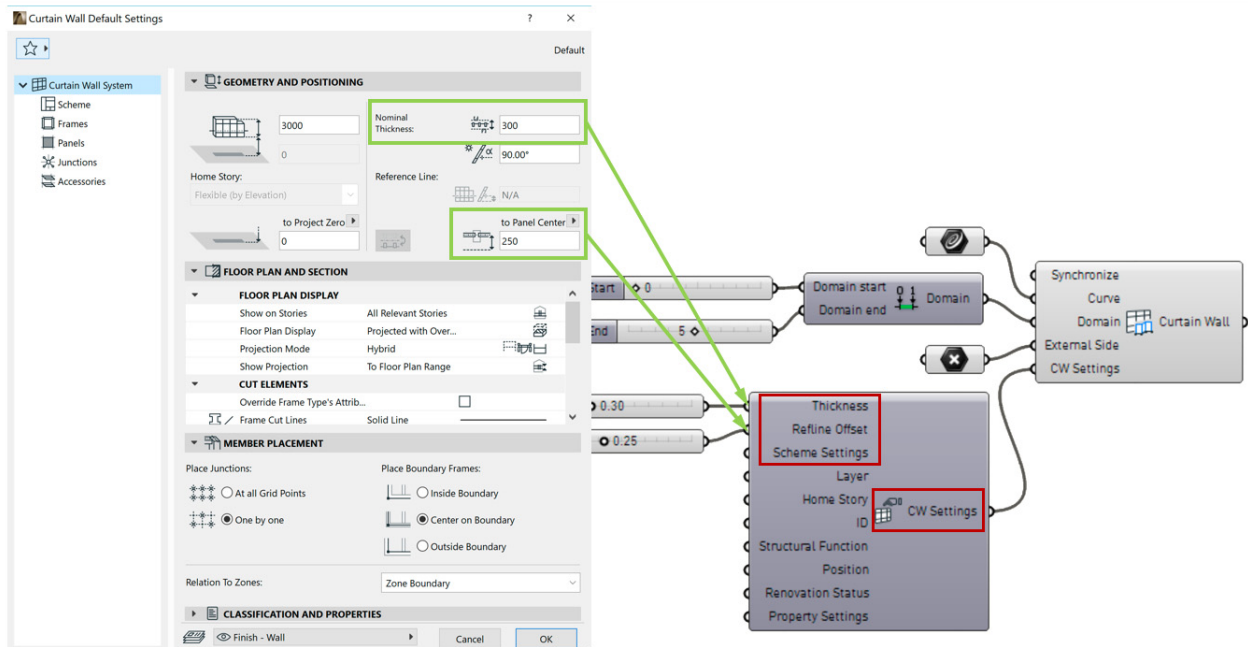 Curtain Wall Default Settings
?
Default
Curtain Wall System
Scheme
Frames
Panels
Junctions
Accessories
GEOMETRY AND POSITIONING
3000
0
Nominal
Thickness:
300
α
90.00°
Home Story:
Flexible (by Elevation)
Reference Line:
N/A
to Project Zero
0
to Panel Center
250
FLOOR PLAN AND SECTION
FLOOR PLAN DISPLAY
Show on Stories All Relevant Stories
Floor Plan Display Projected with Over...
Projection Mode Hybrid
Show Projection To Floor Plan Range
CUT ELEMENTS
Override Frame Type's Attrib...
Frame Cut Lines Solid Line
MEMBER PLACEMENT
Place Junctions:
At all Grid Points
One by one
Place Boundary Frames:
Inside Boundary
Center on Boundary
Outside Boundary
Relation To Zones:
Zone Boundary
CLASSIFICATION AND PROPERTIES
Finish - Wall
Cancel
OK
Start
0
End
5
Domain start
Domain end
0 1
Domain
0.30
0.25
Thickness
Refline Offset
Scheme Settings
Layer
Home Story
ID
Structural Function
Position
Renovation Status
Property Settings
CW Settings
Synchronize
Curve
Domain
External Side
CW Settings
Curtain Wall